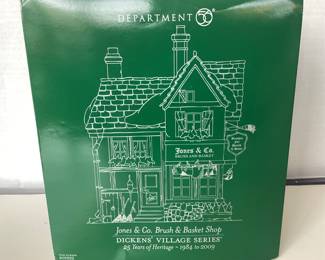 DEPARTMENT 56
Jones & Co.
BRUSH AND BASKET
Jones & Co. Brush & Basket Shop
DICKENS' VILLAGE SERIES®
25 Years of Heritage ~ 1984 to 2009